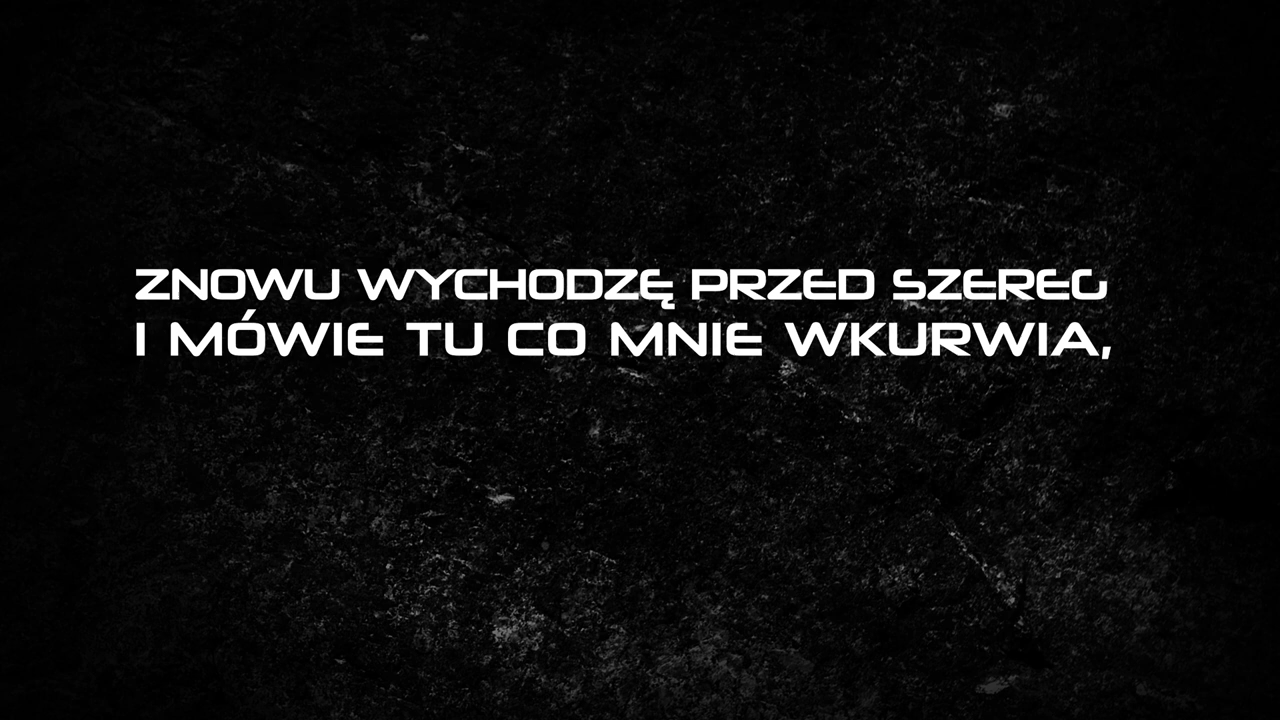 ZNOWU WYCHODZĘ PRZED SZEREG
I MÓWIE TU CO MNIE WKURWIA,